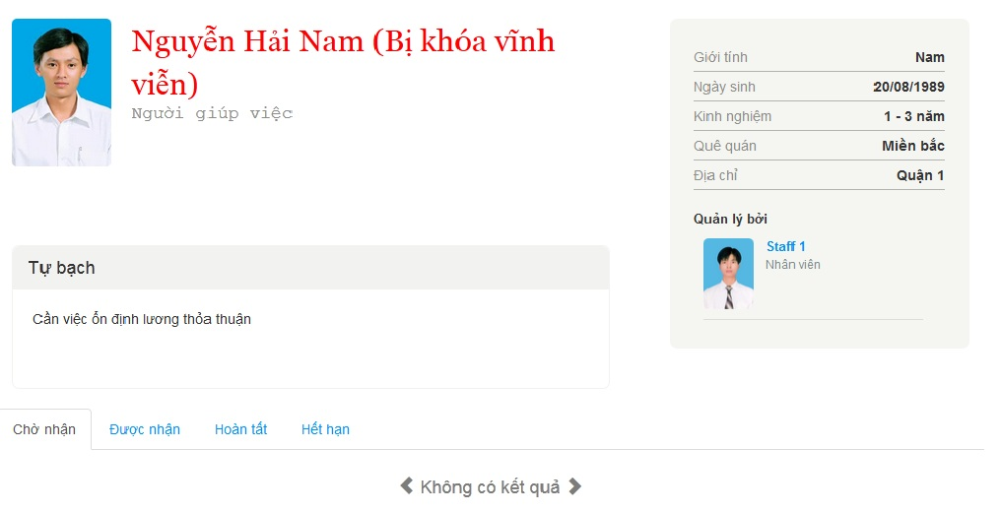 Nguyễn Hải Nam (Bị khóa vĩnh
viễn)
Người giúp việc
Giới tính Nam
Ngày sinh 20/08/1989
Kinh nghiệm 1 - 3 năm
Quê quán Miền bắc
Địa chỉ Quận 1
Quản lý bởi
Staff 1
Nhân viên
Tự bạch
Cần việc ổn định lương thỏa thuận
Chờ nhận Được nhận Hoàn tất Hết hạn
Không có kết quả